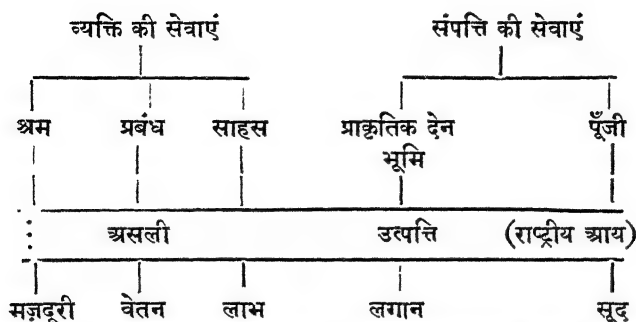 व्यक्ति की सेवाएं संपत्ति की सेवाएं
श्रम प्रबंध साहस प्राकृतिक देन पूँजी
भूमि
असली उत्पत्ति (राष्ट्रीय आय)
मज़दूरी वेतन लाभ लगान सूद